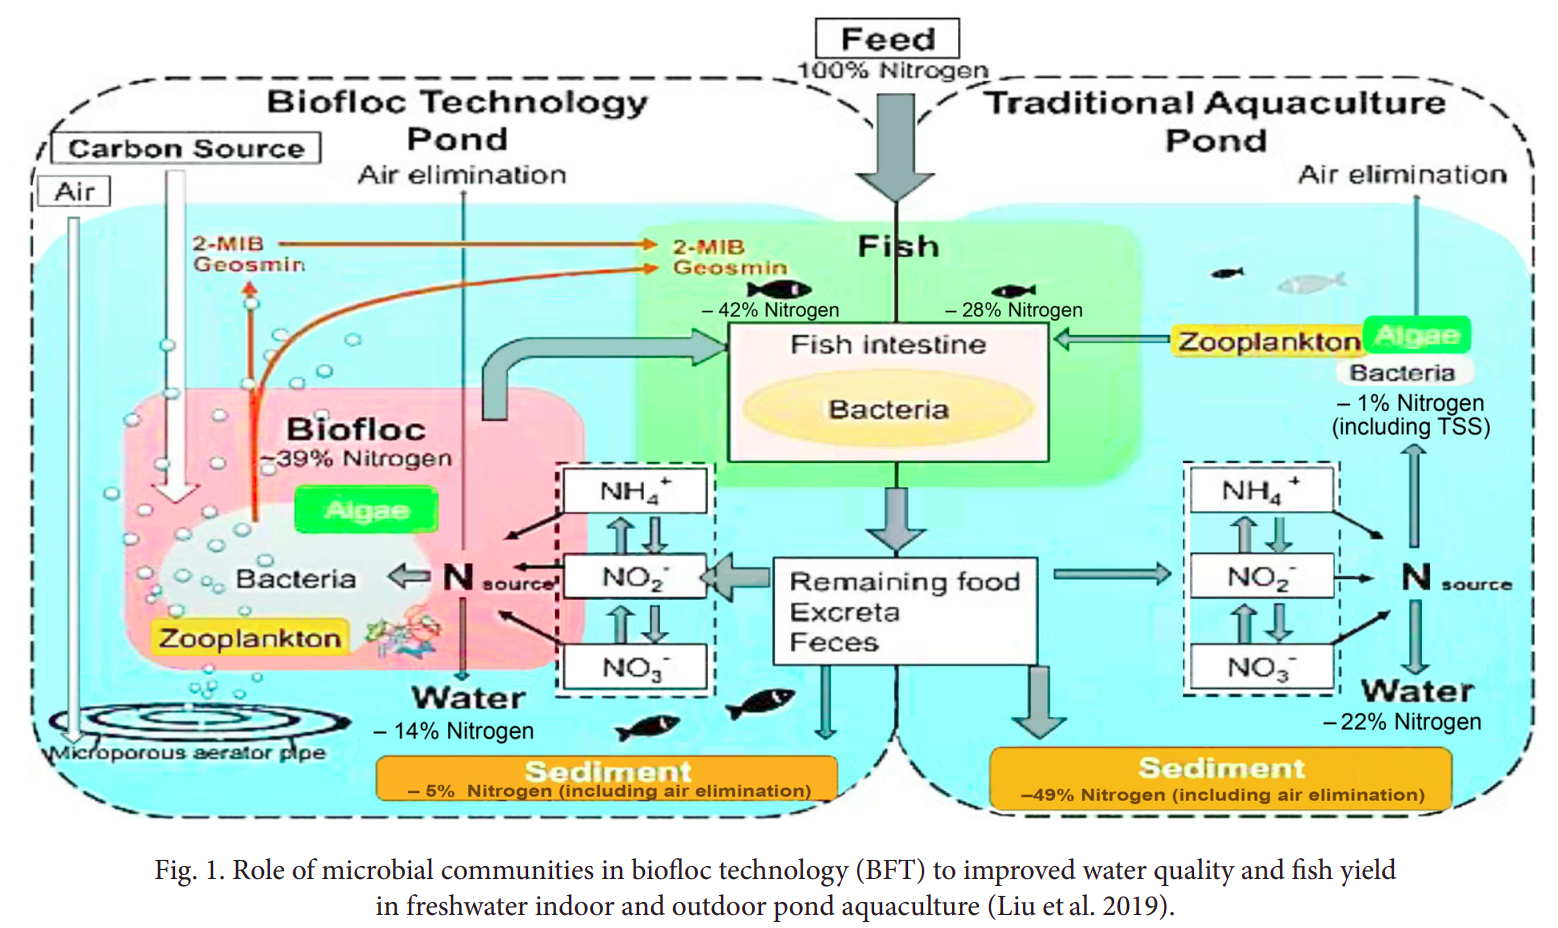 Feed
100% Nitrogen
Biofloc Technology
Pond
Traditional Aquaculture
Pond
Carbon Source
Air
Air elimination
Air elimination
2-MIB
Geosmin
2-MIB
Geosmin
Fish
– 42% Nitrogen
– 28% Nitrogen
Fish intestine
Bacteria
Zooplankton
Algae
Bacteria
– 1% Nitrogen
(including TSS)
Biofloc
~39% Nitrogen
Algae
Bacteria
Zooplankton
N source
NH₄⁺
NO₂⁻
NO₃⁻
Remaining food
Excreta
Feces
NH₄⁺
NO₂⁻
NO₃⁻
N source
Water
– 14% Nitrogen
Water
– 22% Nitrogen
Microporous aerator pipe
Sediment
– 5% Nitrogen (including air elimination)
Sediment
–49% Nitrogen (including air elimination)
Fig. 1. Role of microbial communities in biofloc technology (BFT) to improved water quality and fish yield
in freshwater indoor and outdoor pond aquaculture (Liu et al. 2019).